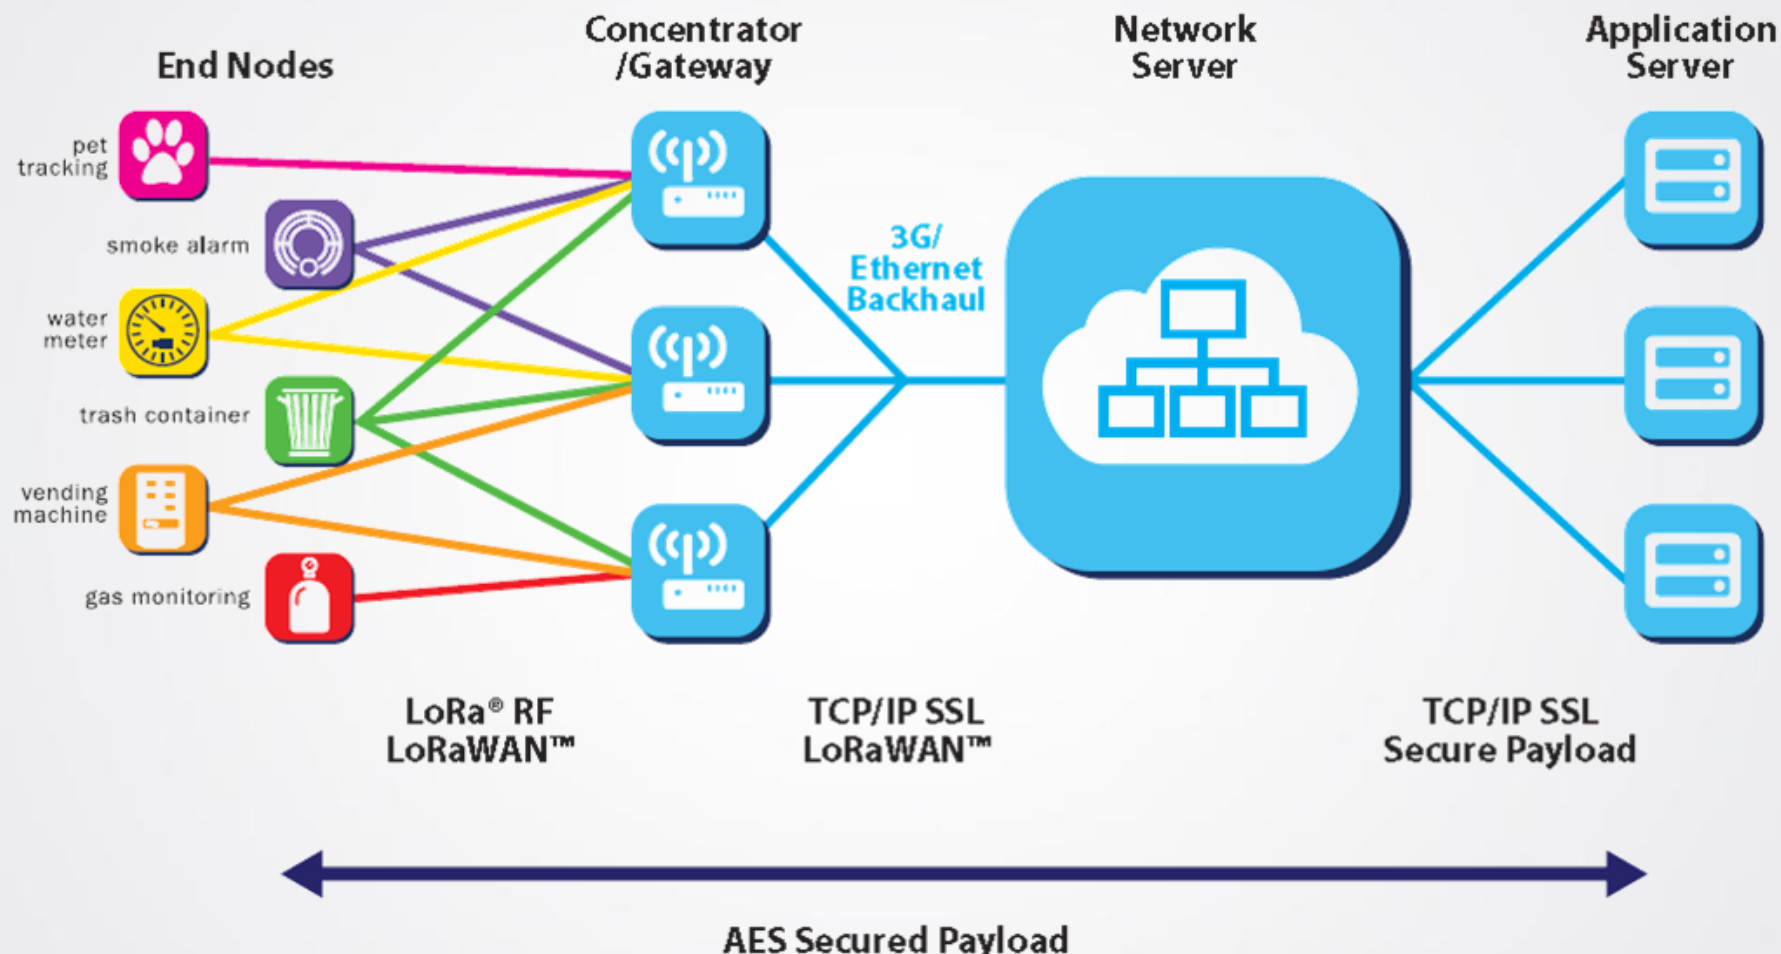 End Nodes
Concentrator
/Gateway
Network
Server
Application
Server
pet
tracking
smoke alarm
water
meter
trash container
vending
machine
gas monitoring
3G/
Ethernet
Backhaul
LoRa® RF
LoRaWAN™
TCP/IP SSL
LoRaWAN™
TCP/IP SSL
Secure Payload
AES Secured Payload